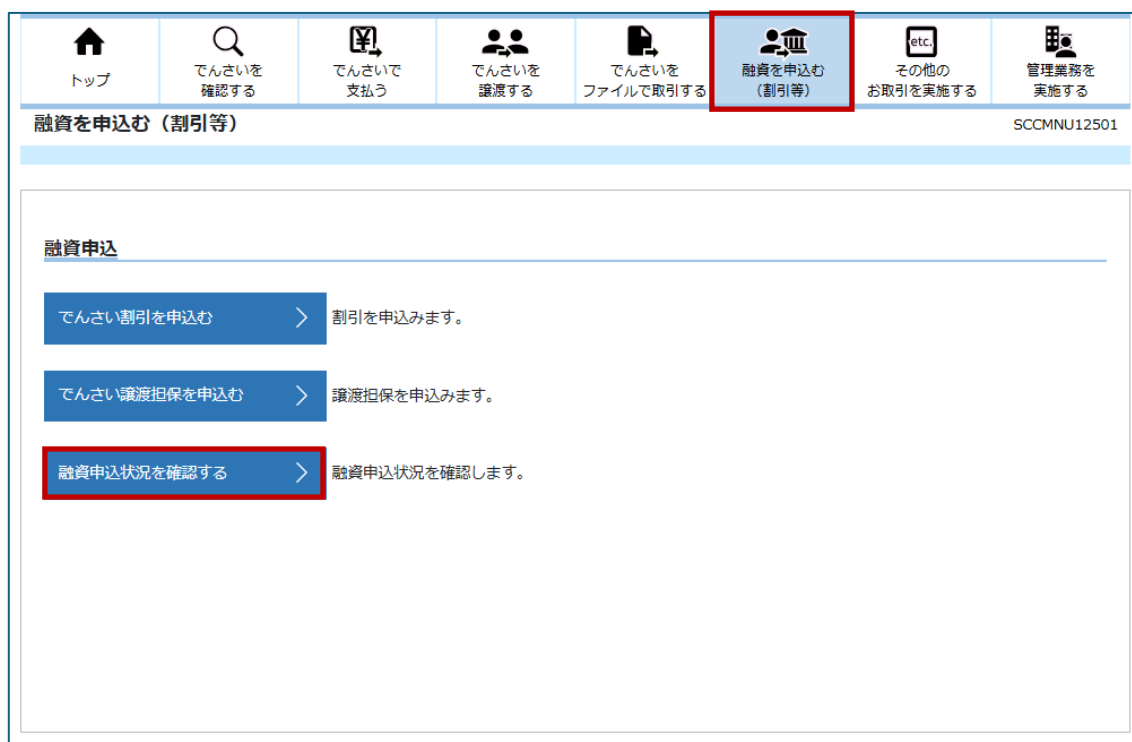 トップ
でんさいを
確認する
でんさいで
支払う
でんさいを
譲渡する
でんさいを
ファイルで取引する
融資を申込む
(割引等)
etc.
その他の
お取引を実施する
管理業務を
実施する
融資を申込む(割引等)
SCCMNU12501
融資申込
でんさい割引を申込む
割引を申込みます。
でんさい譲渡担保を申込む
譲渡担保を申込みます。
融資申込状況を確認する
融資申込状況を確認します。